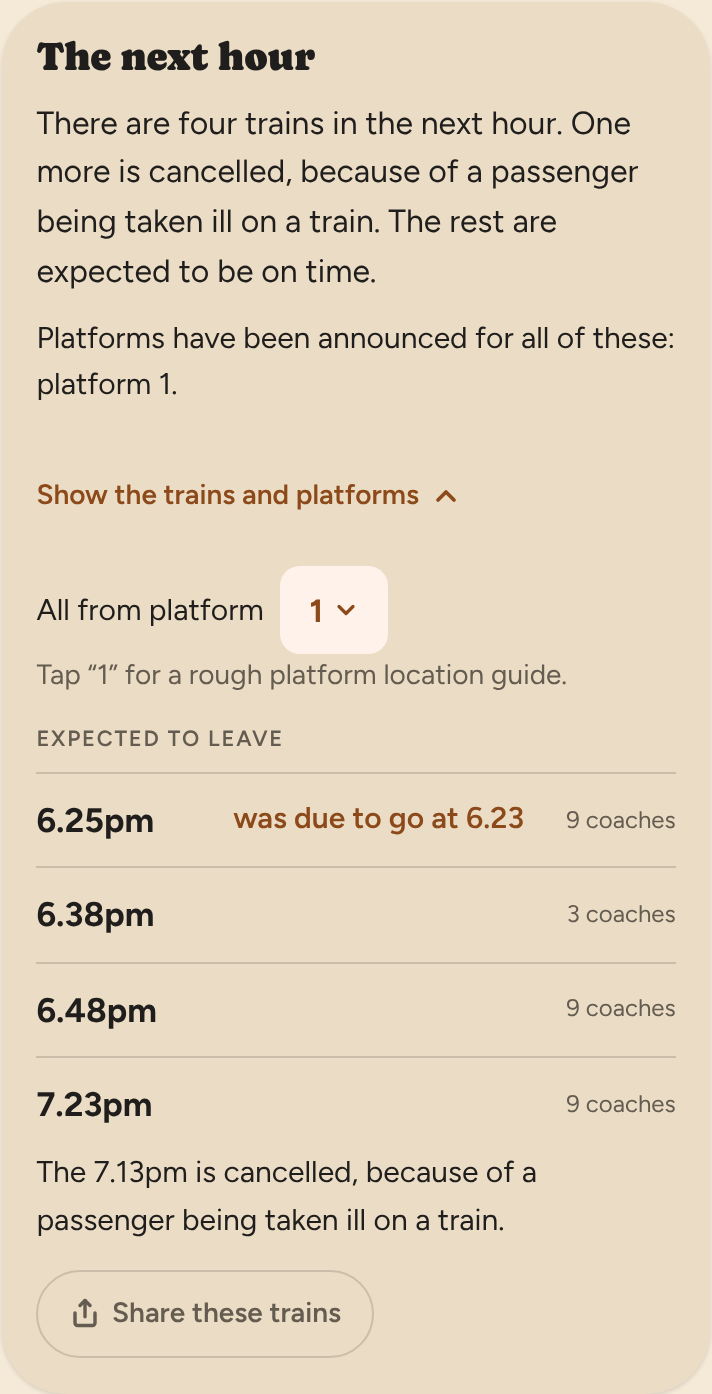 The next hour
There are four trains in the next hour. One
more is cancelled, because of a passenger
being taken ill on a train. The rest are
expected to be on time.
Platforms have been announced for all of these:
platform 1.
Show the trains and platforms
All from platform 1
Tap “1” for a rough platform location guide.
EXPECTED TO LEAVE
6.25pm was due to go at 6.23 9 coaches
6.38pm 3 coaches
6.48pm 9 coaches
7.23pm 9 coaches
The 7.13pm is cancelled, because of a
passenger being taken ill on a train.
Share these trains